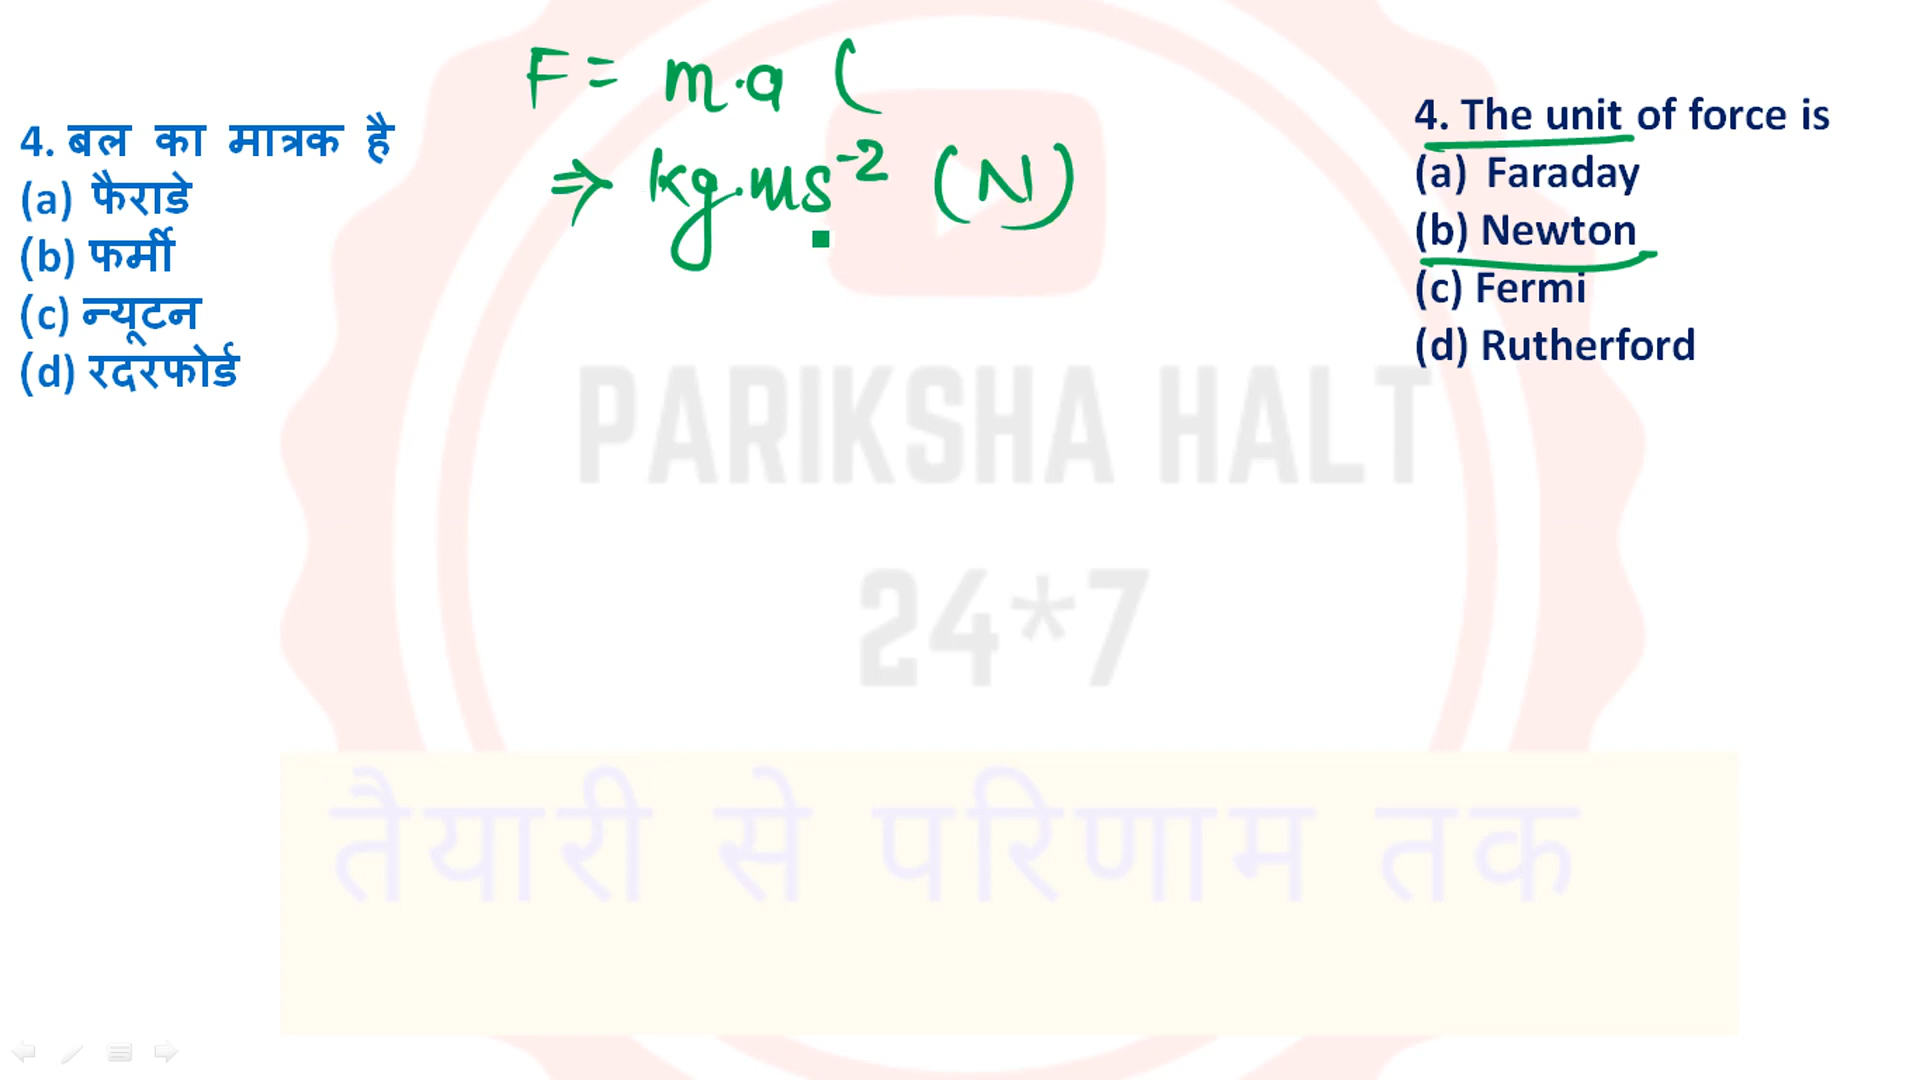 F = m.a (
⇒ kg.ms⁻² (N)
4. बल का मात्रक है
(a) फैराडे
(b) फर्मी
(c) न्यूटन
(d) रदरफोर्ड
4. The unit of force is
(a) Faraday
(b) Newton
(c) Fermi
(d) Rutherford
PARIKSHA HALT
24*7
तैयारी से परिणाम तक